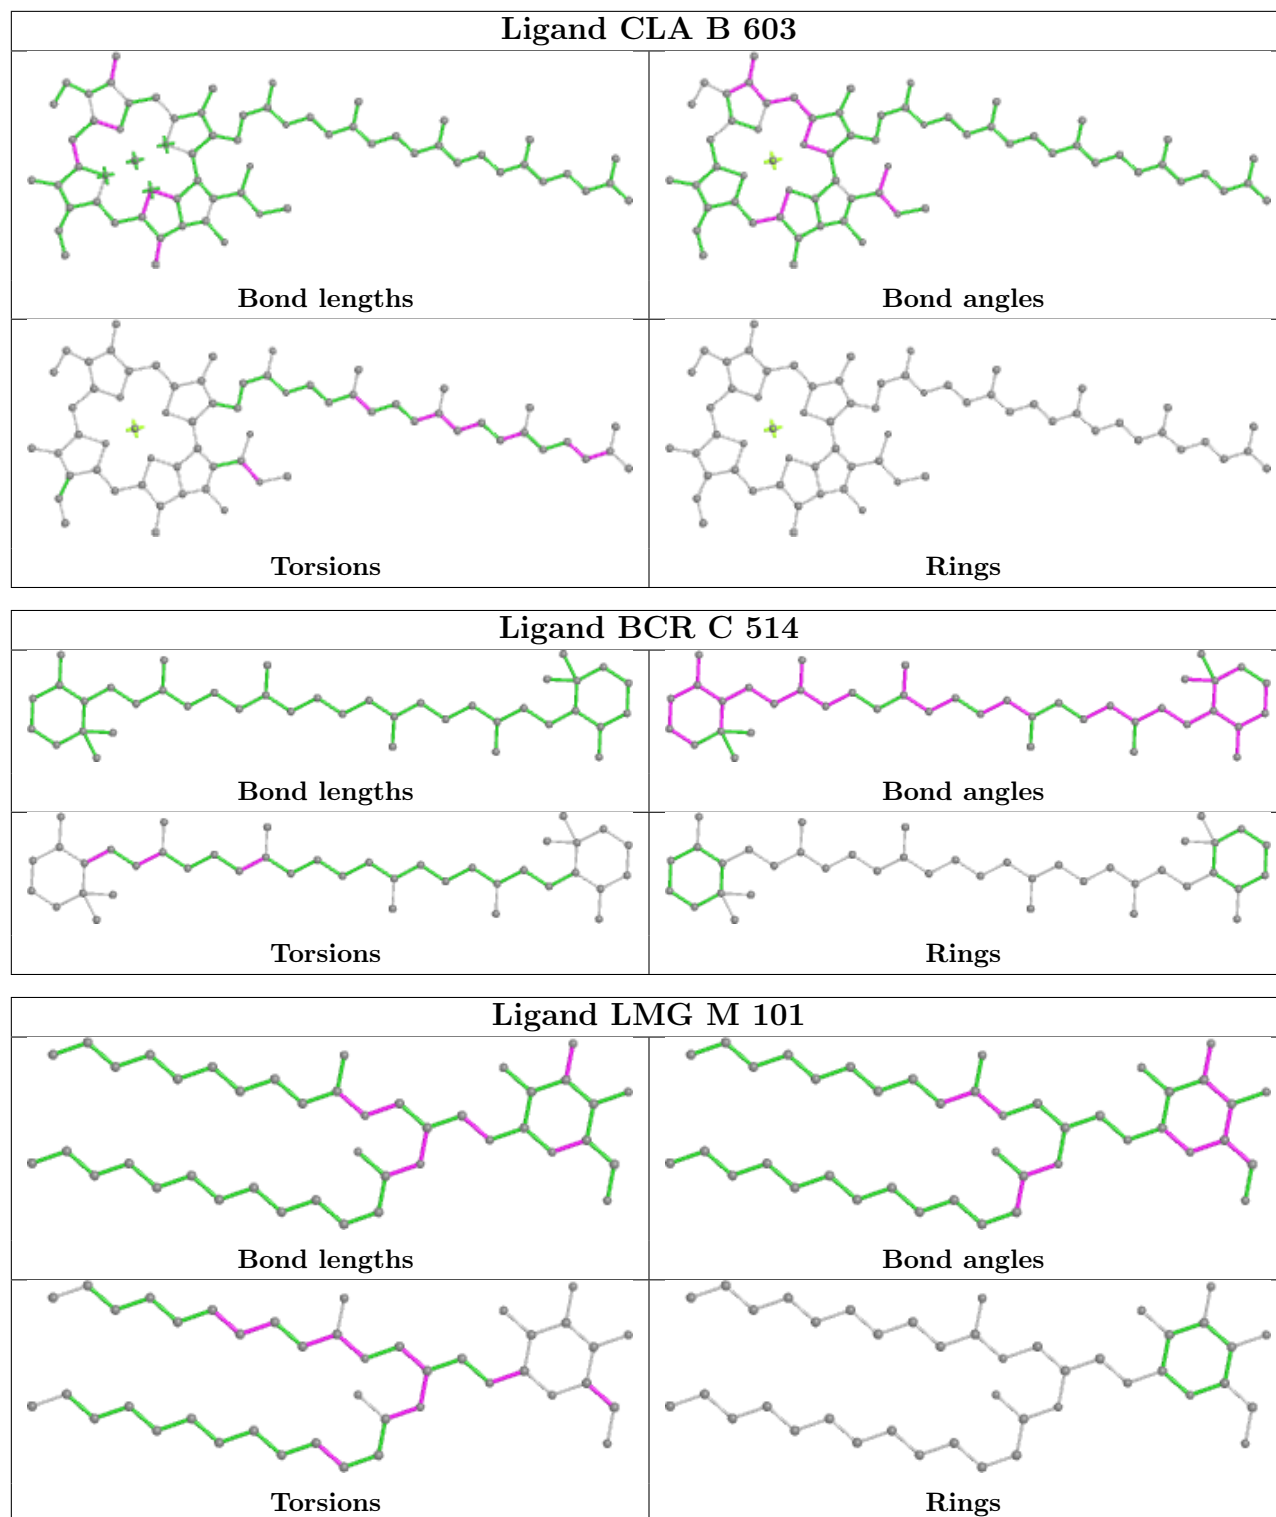 Ligand CLA B 603
Bond lengths
Bond angles
Torsions
Rings
Ligand BCR C 514
Bond lengths
Bond angles
Torsions
Rings
Ligand LMG M 101
Bond lengths
Bond angles
Torsions
Rings